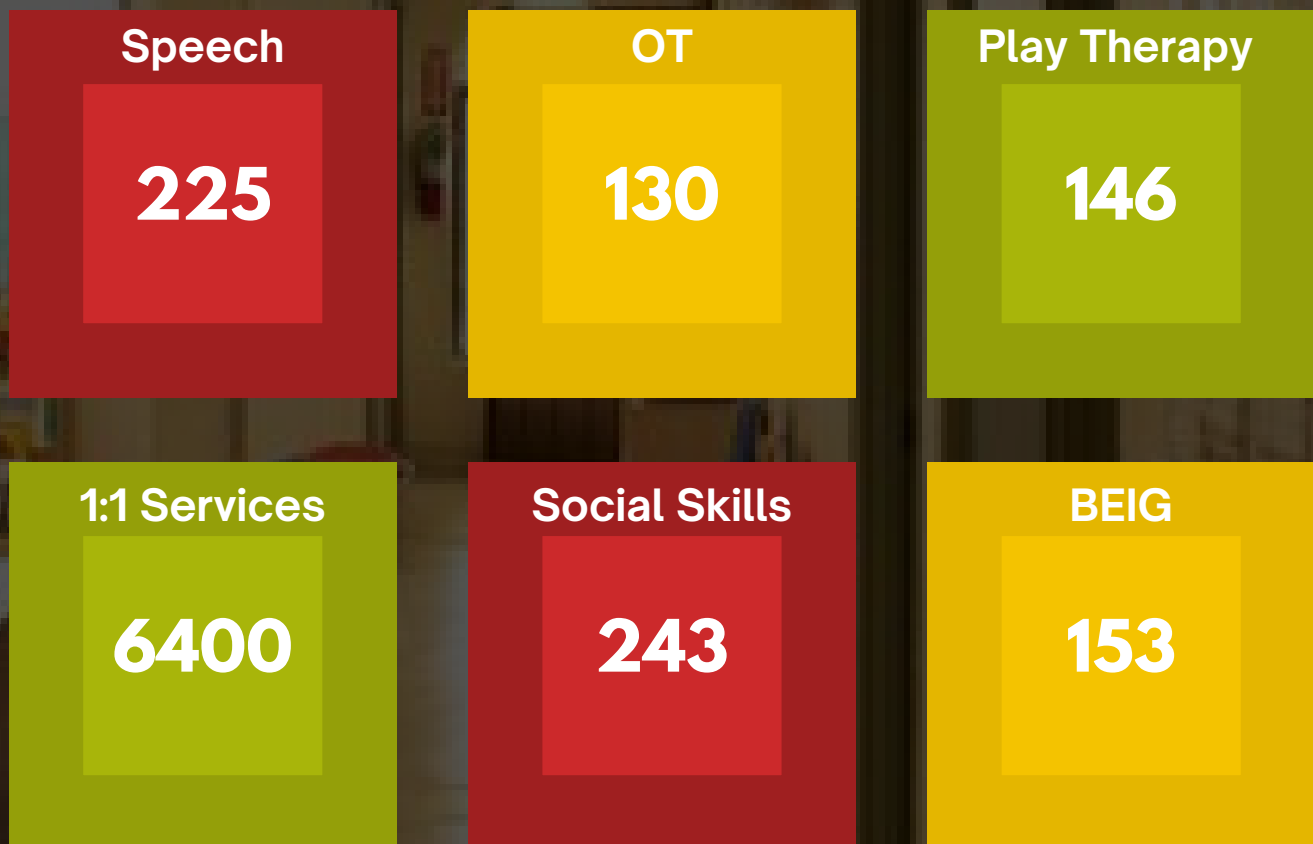 Speech
225
OT
130
Play Therapy
146
1:1 Services
6400
Social Skills
243
BEIG
153